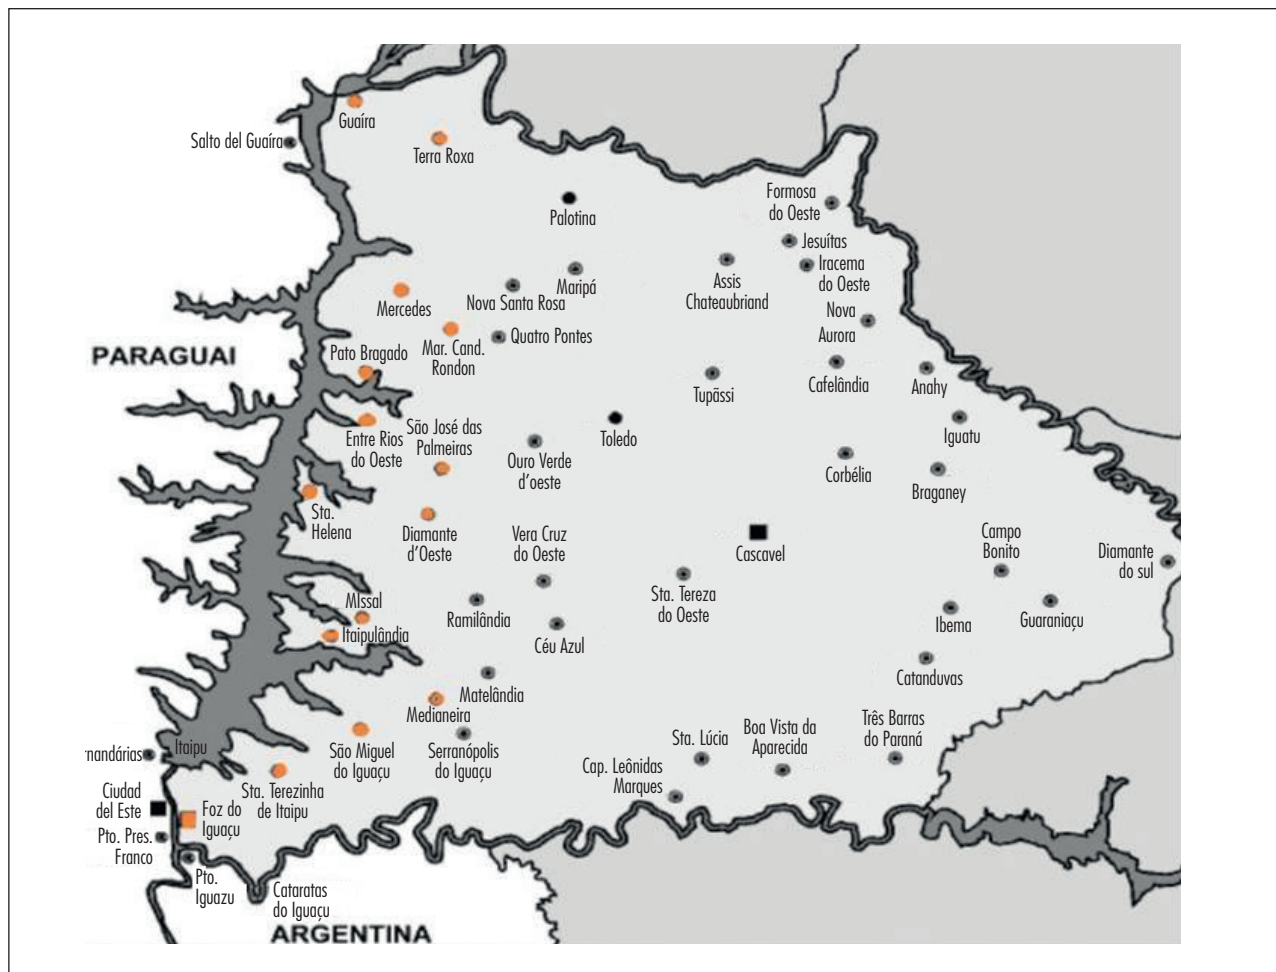 Guaíra
Salto del Guaíra
Terra Roxa
Formosa
do Oeste
Palotina
Jesuítas
Iracema
do Oeste
Maripá
Assis
Chateaubriand
Mercedes
Nova Santa Rosa
Nova
Aurora
Quatro Pontes
Mar. Cand.
Rondon
PARAGUAI
Pato Bragado
Cafelândia
Anahy
Tupãssi
São José das
Palmeiras
Entre Rios
do Oeste
Toledo
Iguatu
Ouro Verde
d'oeste
Corbélia
Braganey
Sta.
Helena
Diamante
d'Oeste
Vera Cruz
do Oeste
Cascavel
Campo
Bonito
Diamante
do sul
MIssal
Itaipulândia
Ramilândia
Sta. Tereza
do Oeste
Ibema
Guaraniaçu
Céu Azul
Catanduvas
Matelândia
Medianeira
Itaipu
rnandárias
São Miguel
do Iguaçu
Serranópolis
do Iguaçu
Sta. Lúcia
Boa Vista da
Aparecida
Três Barras
do Paraná
Cap. Leônidas
Marques
Sta. Terezinha
de Itaipu
Ciudad
del Este
Foz do
Iguaçu
Pto. Pres.
Franco
Pto.
Iguazu
Cataratas
do Iguaçu
ARGENTINA